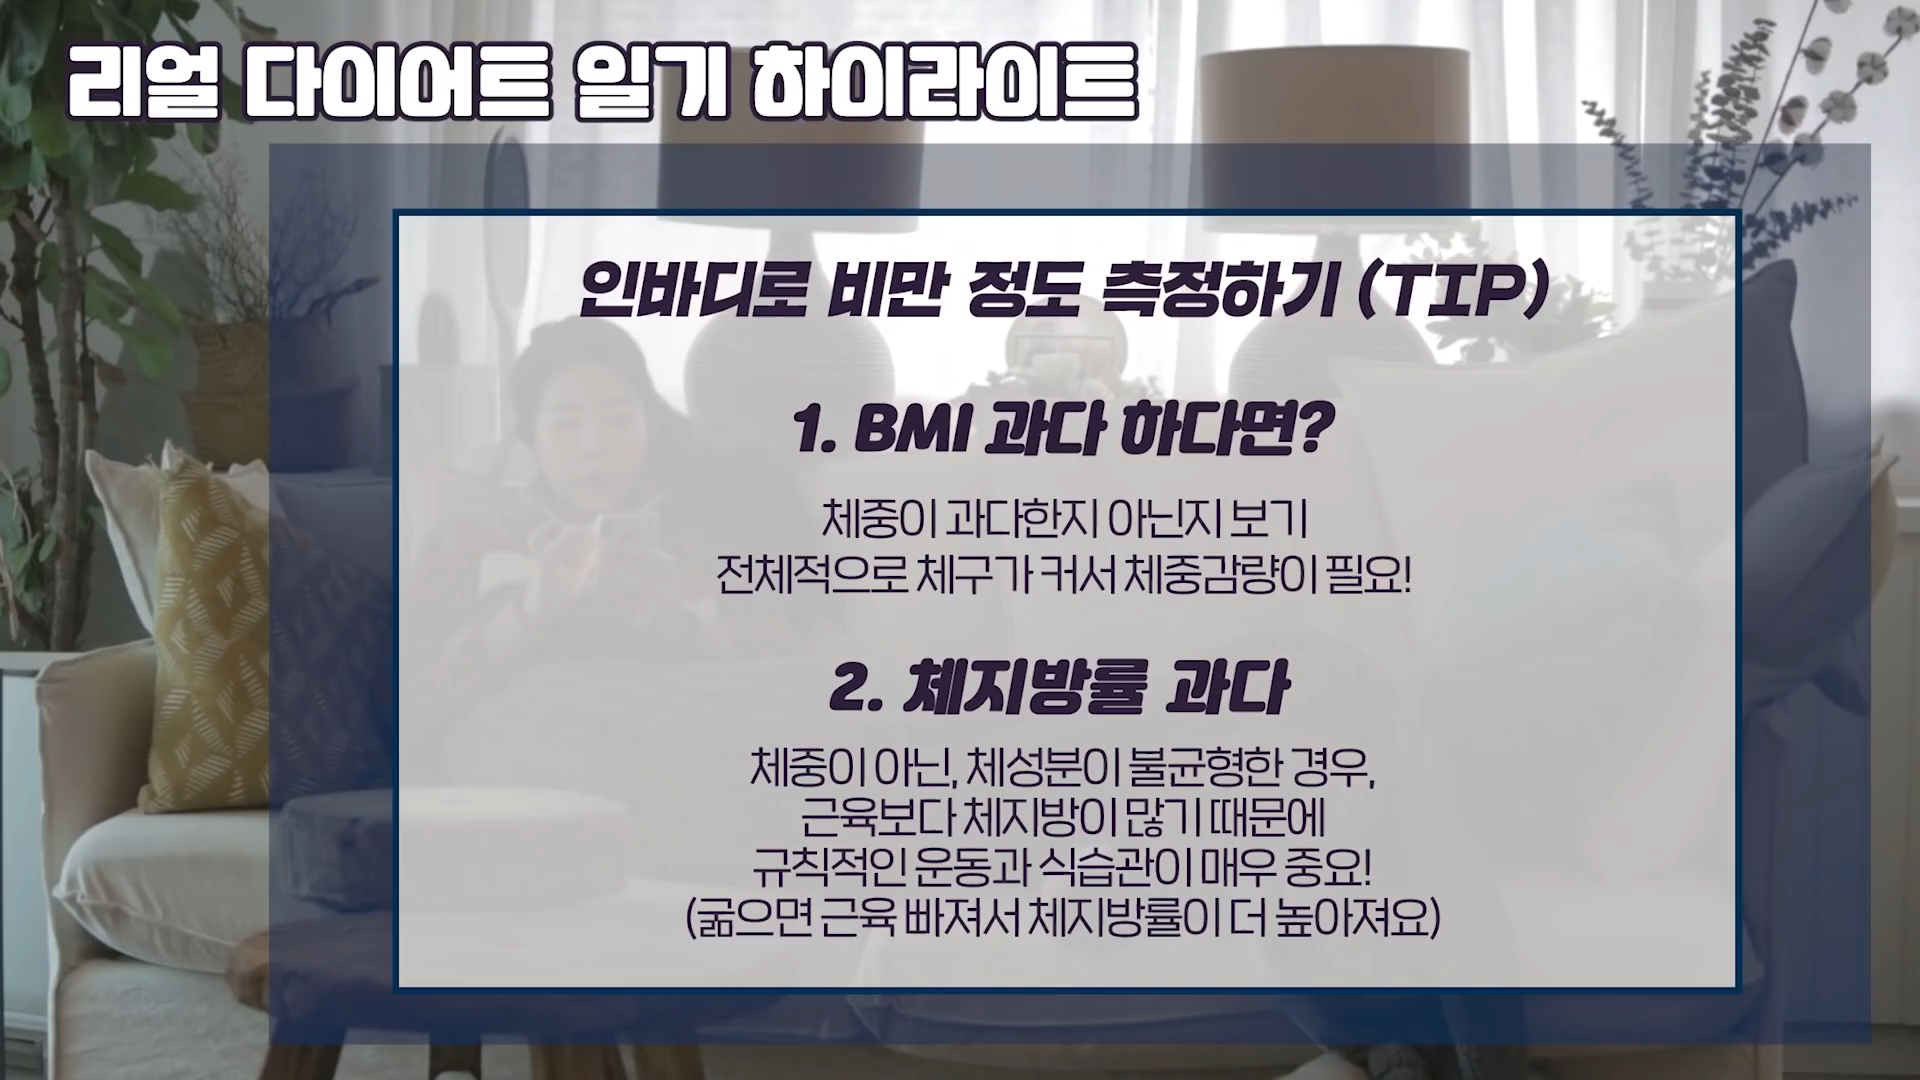 리얼 다이어트 일기 하이라이트
인바디로 비만 정도 측정하기 (TIP)
1. BMI 과다 하다면?
체중이 과다한지 아닌지 보기
전체적으로 체구가 커서 체중감량이 필요!
2. 체지방률 과다
체중이 아닌, 체성분이 불균형한 경우,
근육보다 체지방이 많기 때문에
규칙적인 운동과 식습관이 매우 중요!
(굶으면 근육 빠져서 체지방률이 더 높아져요)